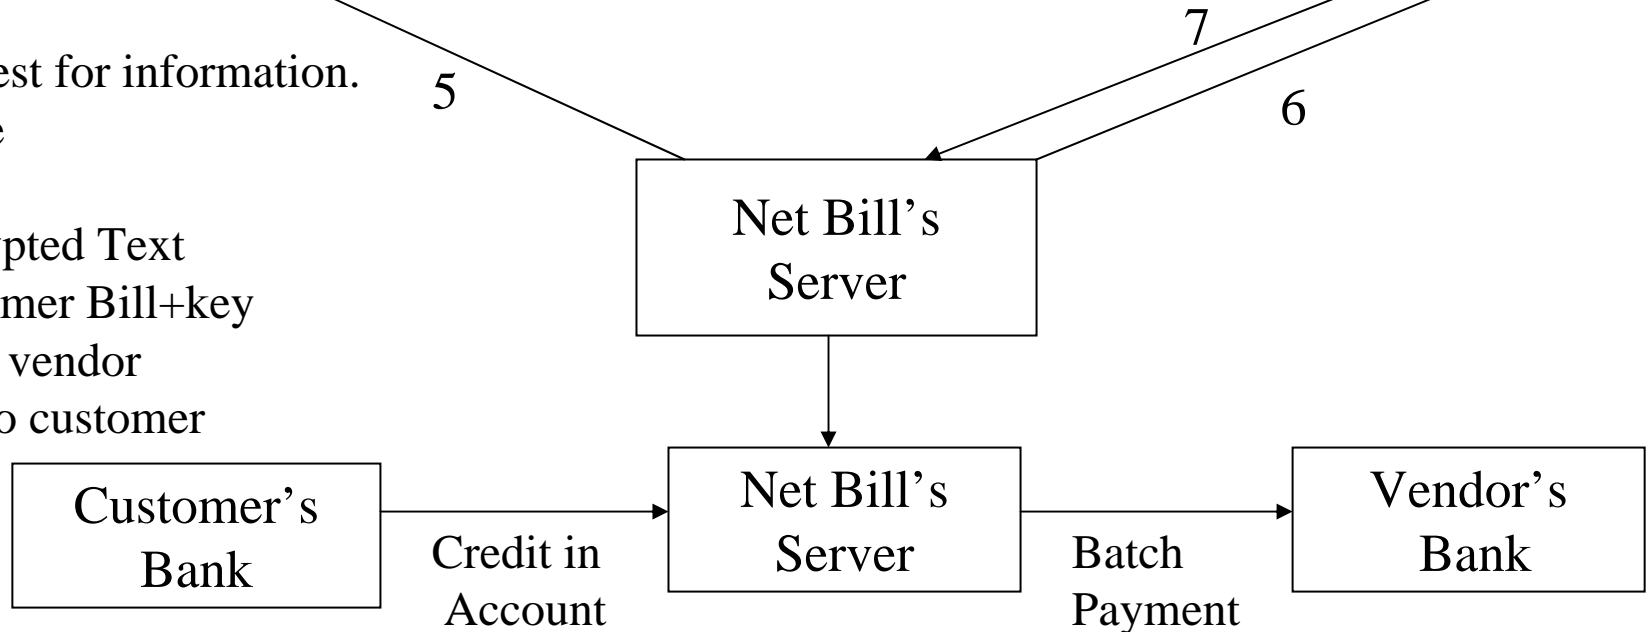 7
est for information.
5
6
e
Net Bill’s
Server
pted Text
mer Bill+key
vendor
o customer
Customer’s
Bank
Credit in
Account
Net Bill’s
Server
Batch
Payment
Vendor’s
Bank